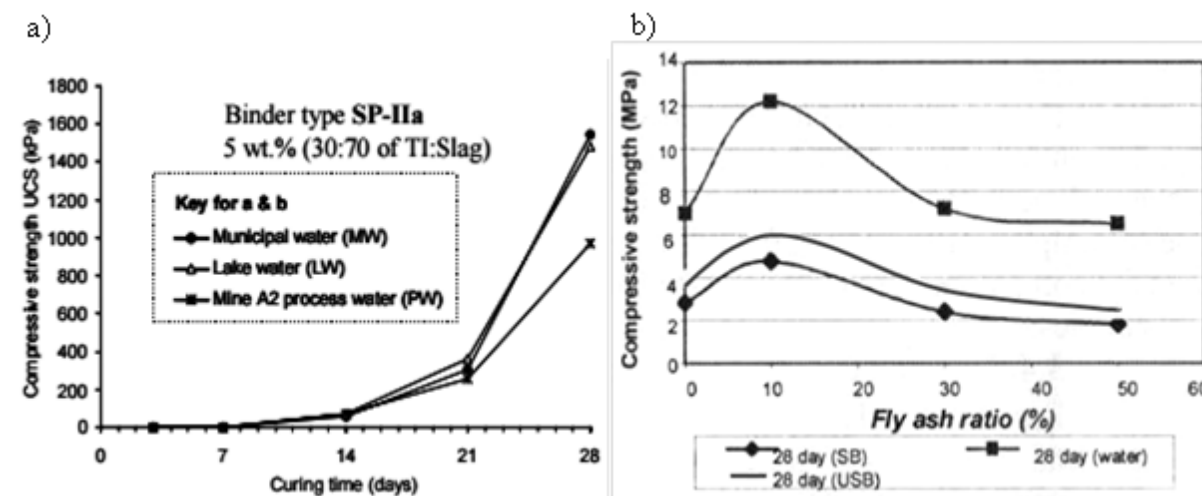 a)
Compressive strength UCS (kPa)
1800
1600
1400
1200
1000
800
600
400
200
0
Binder type SP-IIa
5 wt.% (30:70 of TI:Slag)
Key for a & b
Municipal water (MW)
Lake water (LW)
Mine A2 process water (PW)
0 7 14 21 28
Curing time (days)
b)
Compressive strength (MPa)
14
12
10
8
6
4
2
0
0 10 20 30 40 50 60
Fly ash ratio (%)
28 day (SB) 28 day (water)
28 day (USB)